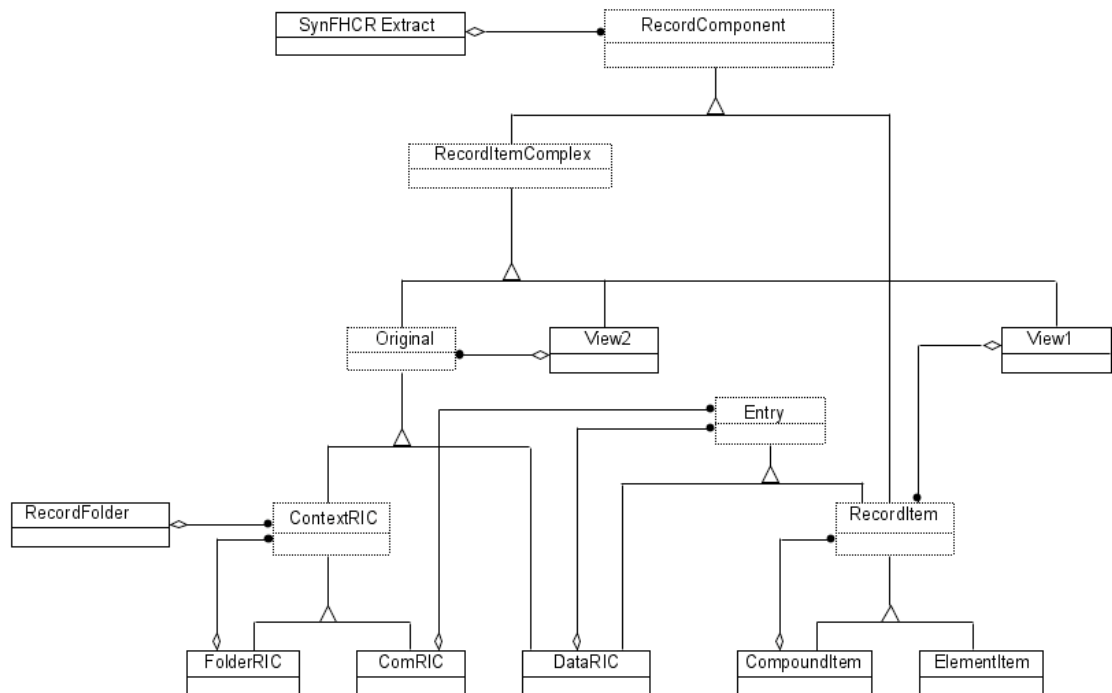 SynFHCR Extract
RecordComponent
RecordItemComplex
Original
View2
View1
Entry
RecordFolder
ContextRIC
RecordItem
FolderRIC
ComRIC
DataRIC
CompoundItem
ElementItem